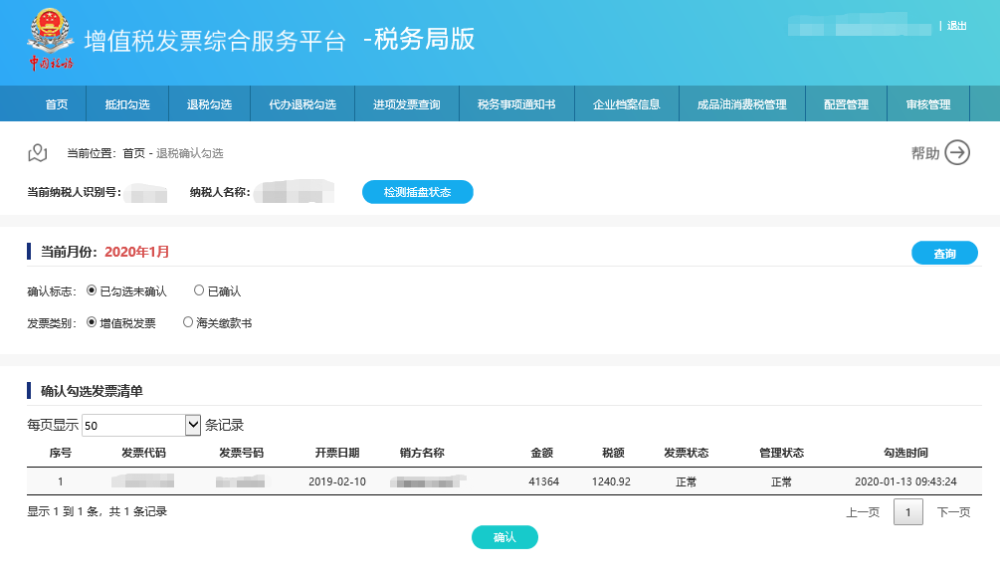 增值税发票综合服务平台 -税务局版
中国税务
| 退出
首页 抵扣勾选 退税勾选 代办退税勾选 进项发票查询 税务事项通知书 企业档案信息 成品油消费税管理 配置管理 审核管理
当前位置：首页 - 退税确认勾选 帮助
当前纳税人识别号： 纳税人名称： 检测插盘状态
当前月份：2020年1月 查询
确认标志： 已勾选未确认 已确认
发票类别： 增值税发票 海关缴款书
确认勾选发票清单
每页显示 50 条记录
序号 发票代码 发票号码 开票日期 销方名称 金额 税额 发票状态 管理状态 勾选时间
1 2019-02-10 41364 1240.92 正常 正常 2020-01-13 09:43:24
显示 1 到 1 条，共 1 条记录 上一页 1 下一页
确认